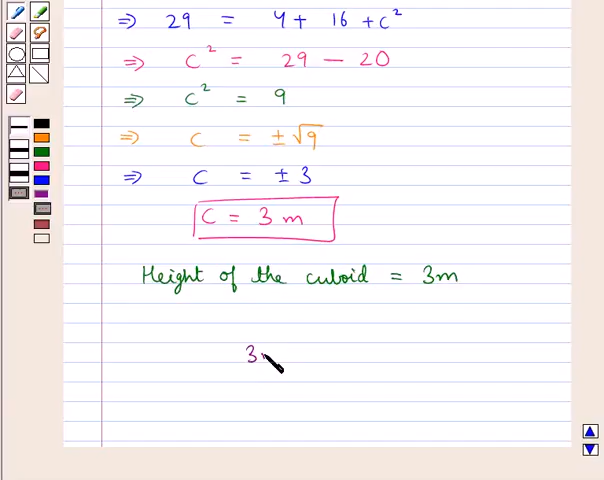 ⇒ 29 = 4 + 16 + c²
⇒ c² = 29 — 20
⇒ c² = 9
⇒ c = ± √9
⇒ c = ± 3
C = 3 m
Height of the cuboid = 3m
3